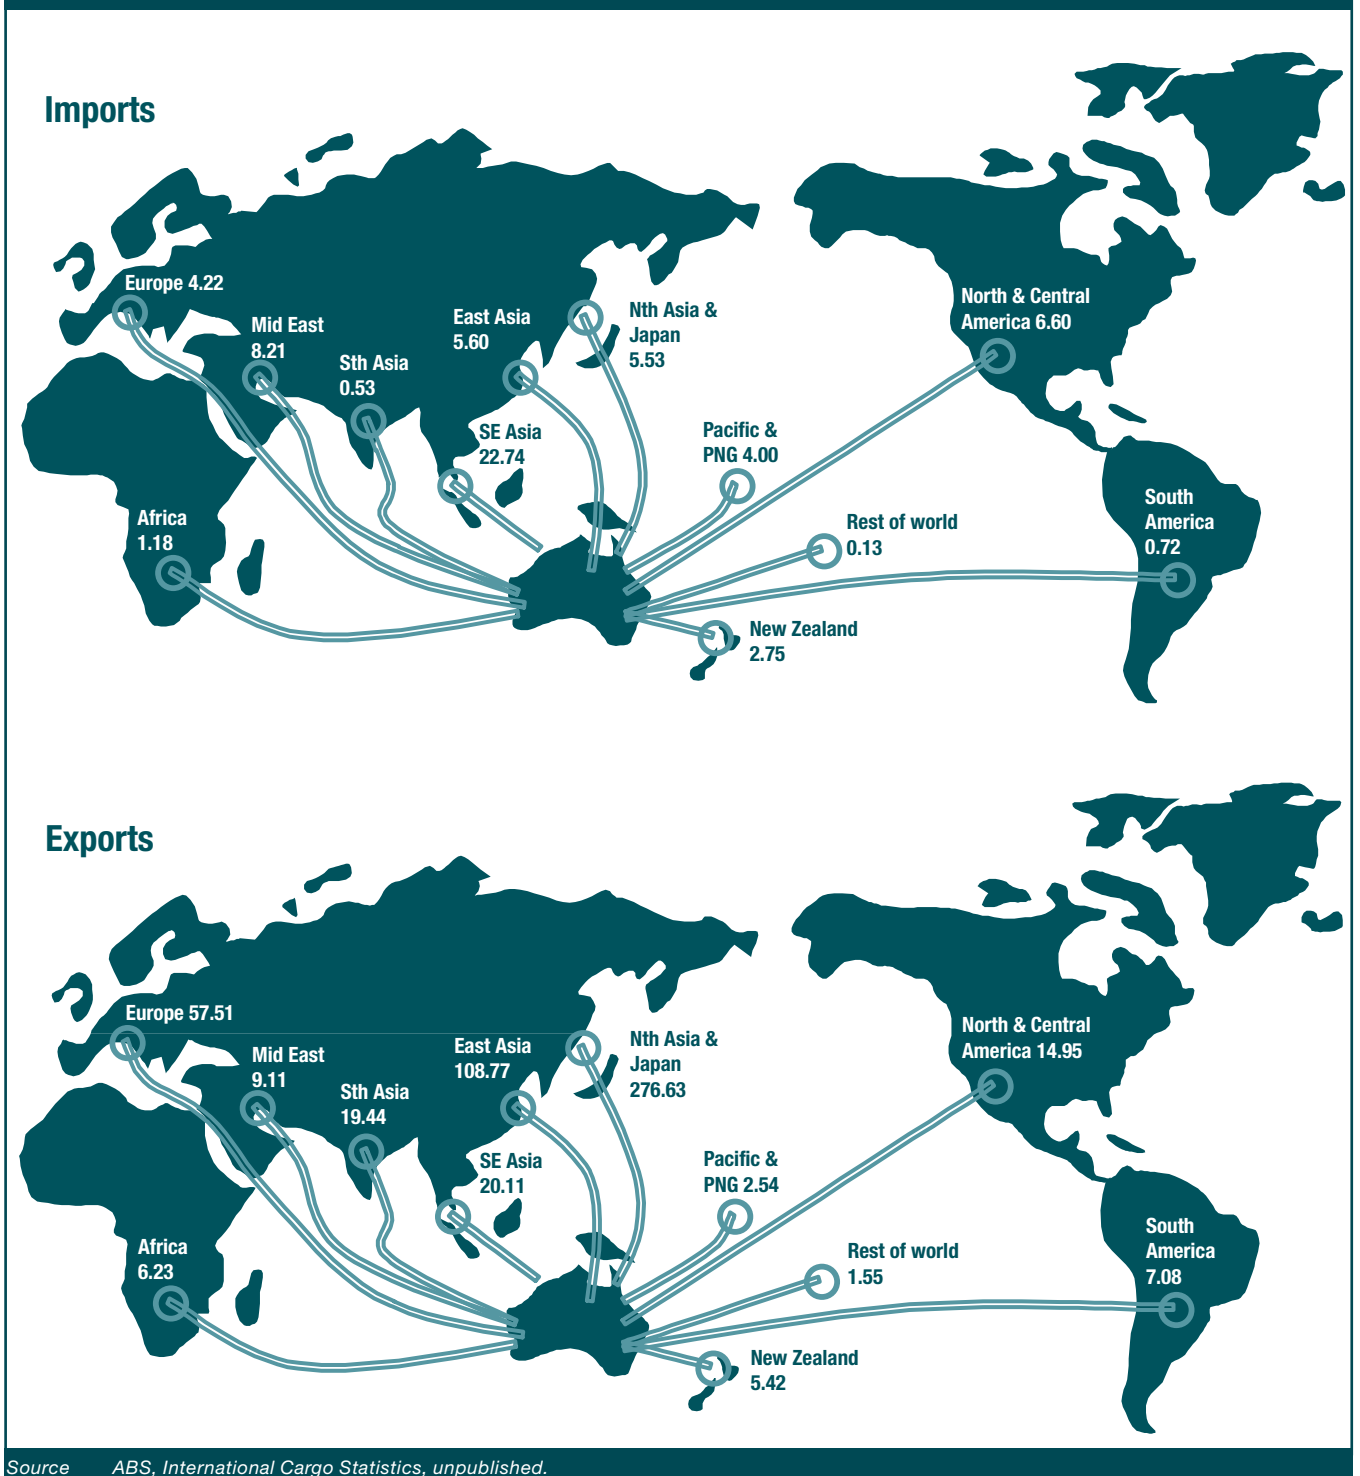 Imports
Europe 4.22
Mid East
8.21
Sth Asia
0.53
East Asia
5.60
Nth Asia &
Japan
5.53
North & Central
America 6.60
SE Asia
22.74
Pacific &
PNG 4.00
Africa
1.18
Rest of world
0.13
South
America
0.72
New Zealand
2.75
Exports
Europe 57.51
Mid East
9.11
Sth Asia
19.44
East Asia
108.77
Nth Asia &
Japan
276.63
North & Central
America 14.95
SE Asia
20.11
Pacific &
PNG 2.54
Africa
6.23
Rest of world
1.55
South
America
7.08
New Zealand
5.42
Source ABS, International Cargo Statistics, unpublished.